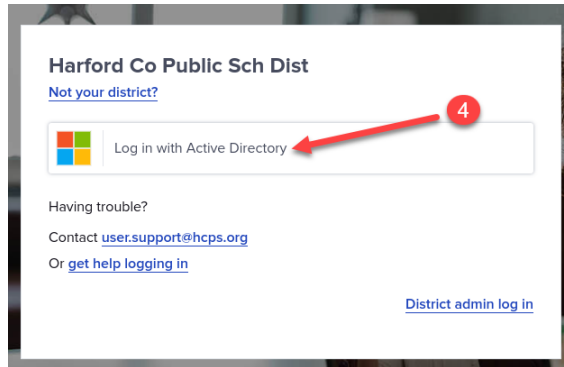 Harford Co Public Sch Dist
Not your district?
4
Log in with Active Directory
Having trouble?
Contact user.support@hcps.org
Or get help logging in
District admin log in